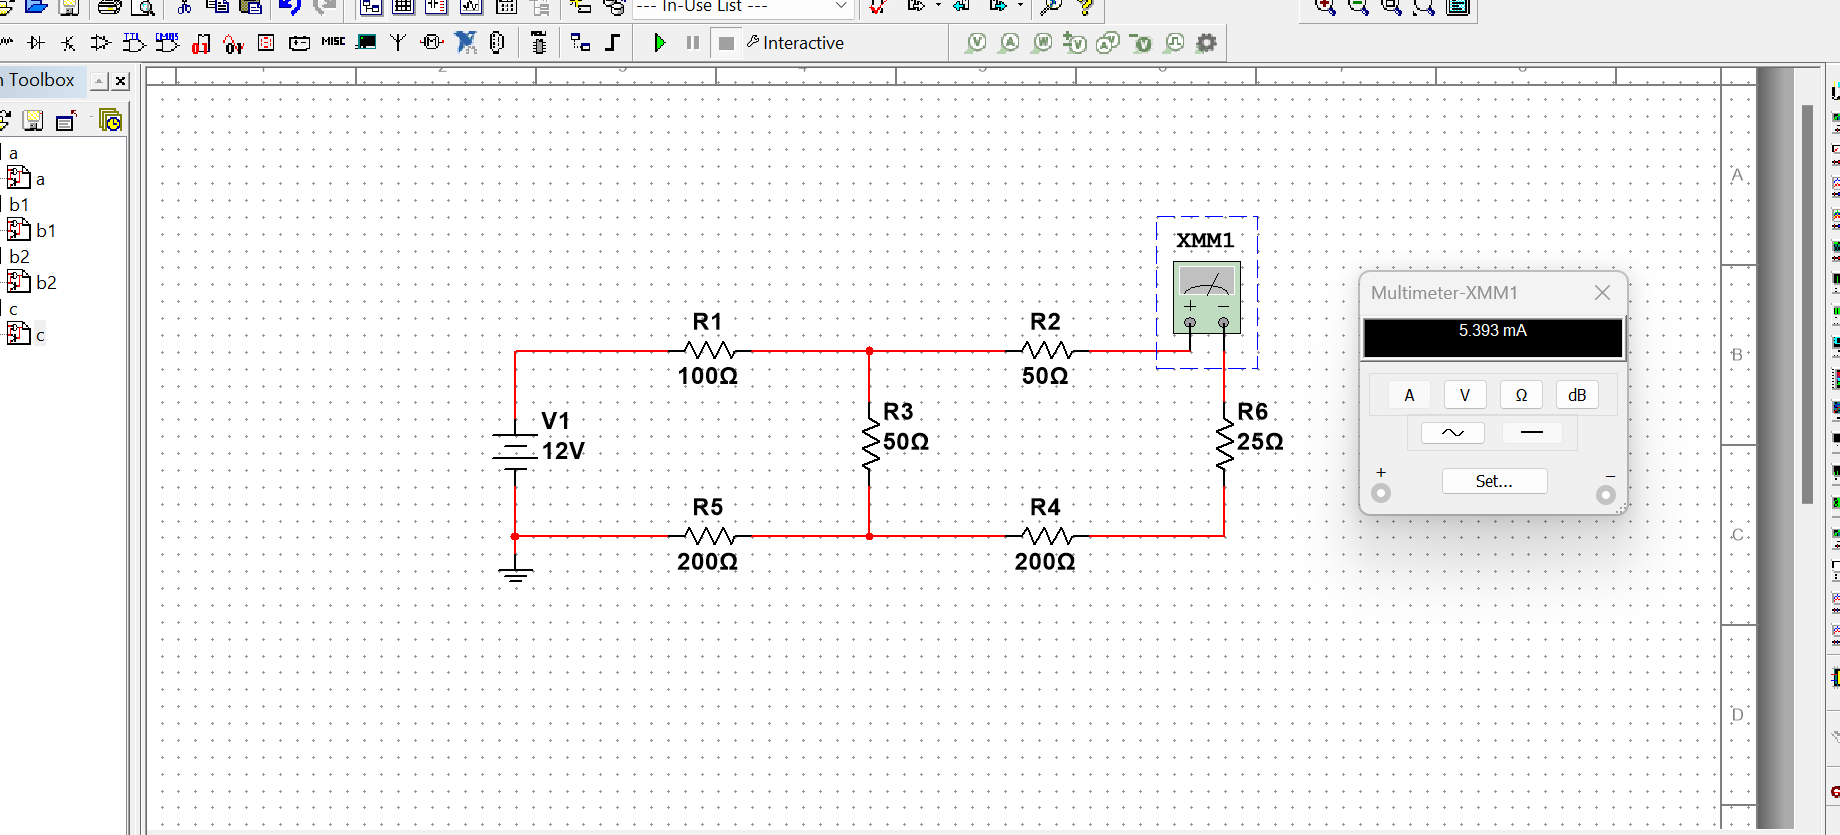 --- In-Use List ---
MISC
Interactive
n Toolbox
a
a
b1
b1
b2
b2
c
c
A
B
C
D
XMM1
R1
100Ω
R2
50Ω
V1
12V
R3
50Ω
R6
25Ω
R5
200Ω
R4
200Ω
Multimeter-XMM1
5.393 mA
A V Ω dB
Set...
+ −